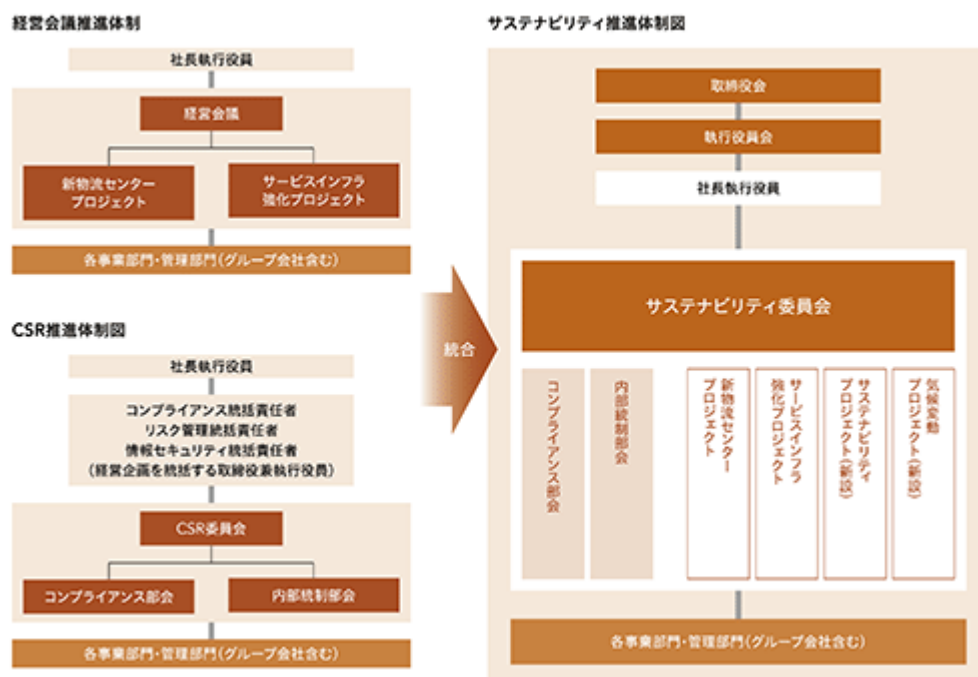 経営会議推進体制
社長執行役員
経営会議
新物流センター
プロジェクト
サービスインフラ
強化プロジェクト
各事業部門・管理部門(グループ会社含む)
CSR推進体制図
社長執行役員
コンプライアンス統括責任者
リスク管理統括責任者
情報セキュリティ統括責任者
(経営企画を統括する取締役兼執行役員)
CSR委員会
コンプライアンス部会
内部統制部会
各事業部門・管理部門(グループ会社含む)
統合
サステナビリティ推進体制図
取締役会
執行役員会
社長執行役員
サステナビリティ委員会
コンプライアンス部会
内部統制部会
新物流センター
プロジェクト
サービスインフラ
強化プロジェクト
サステナビリティ
プロジェクト(新設)
気候変動
プロジェクト(新設)
各事業部門・管理部門(グループ会社含む)